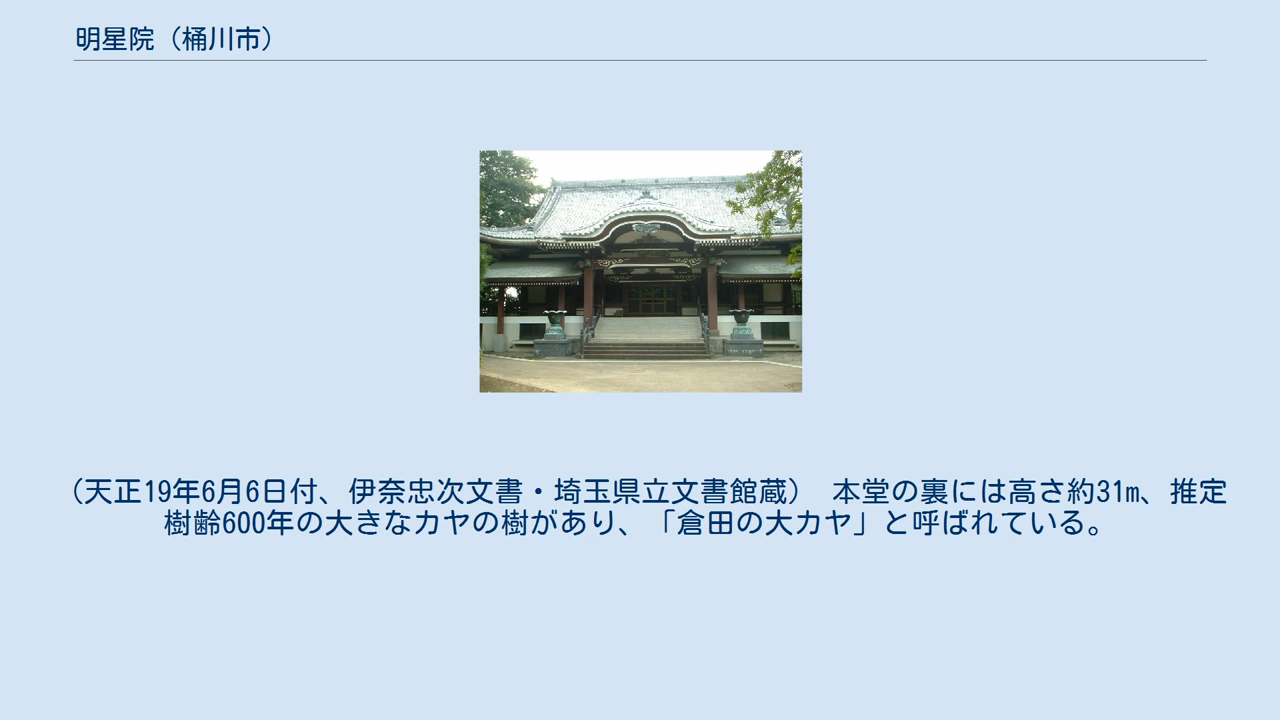 明星院（桶川市）
（天正19年6月6日付、伊奈忠次文書・埼玉県立文書館蔵）　本堂の裏には高さ約31m、推定
樹齢600年の大きなカヤの樹があり、「倉田の大カヤ」と呼ばれている。